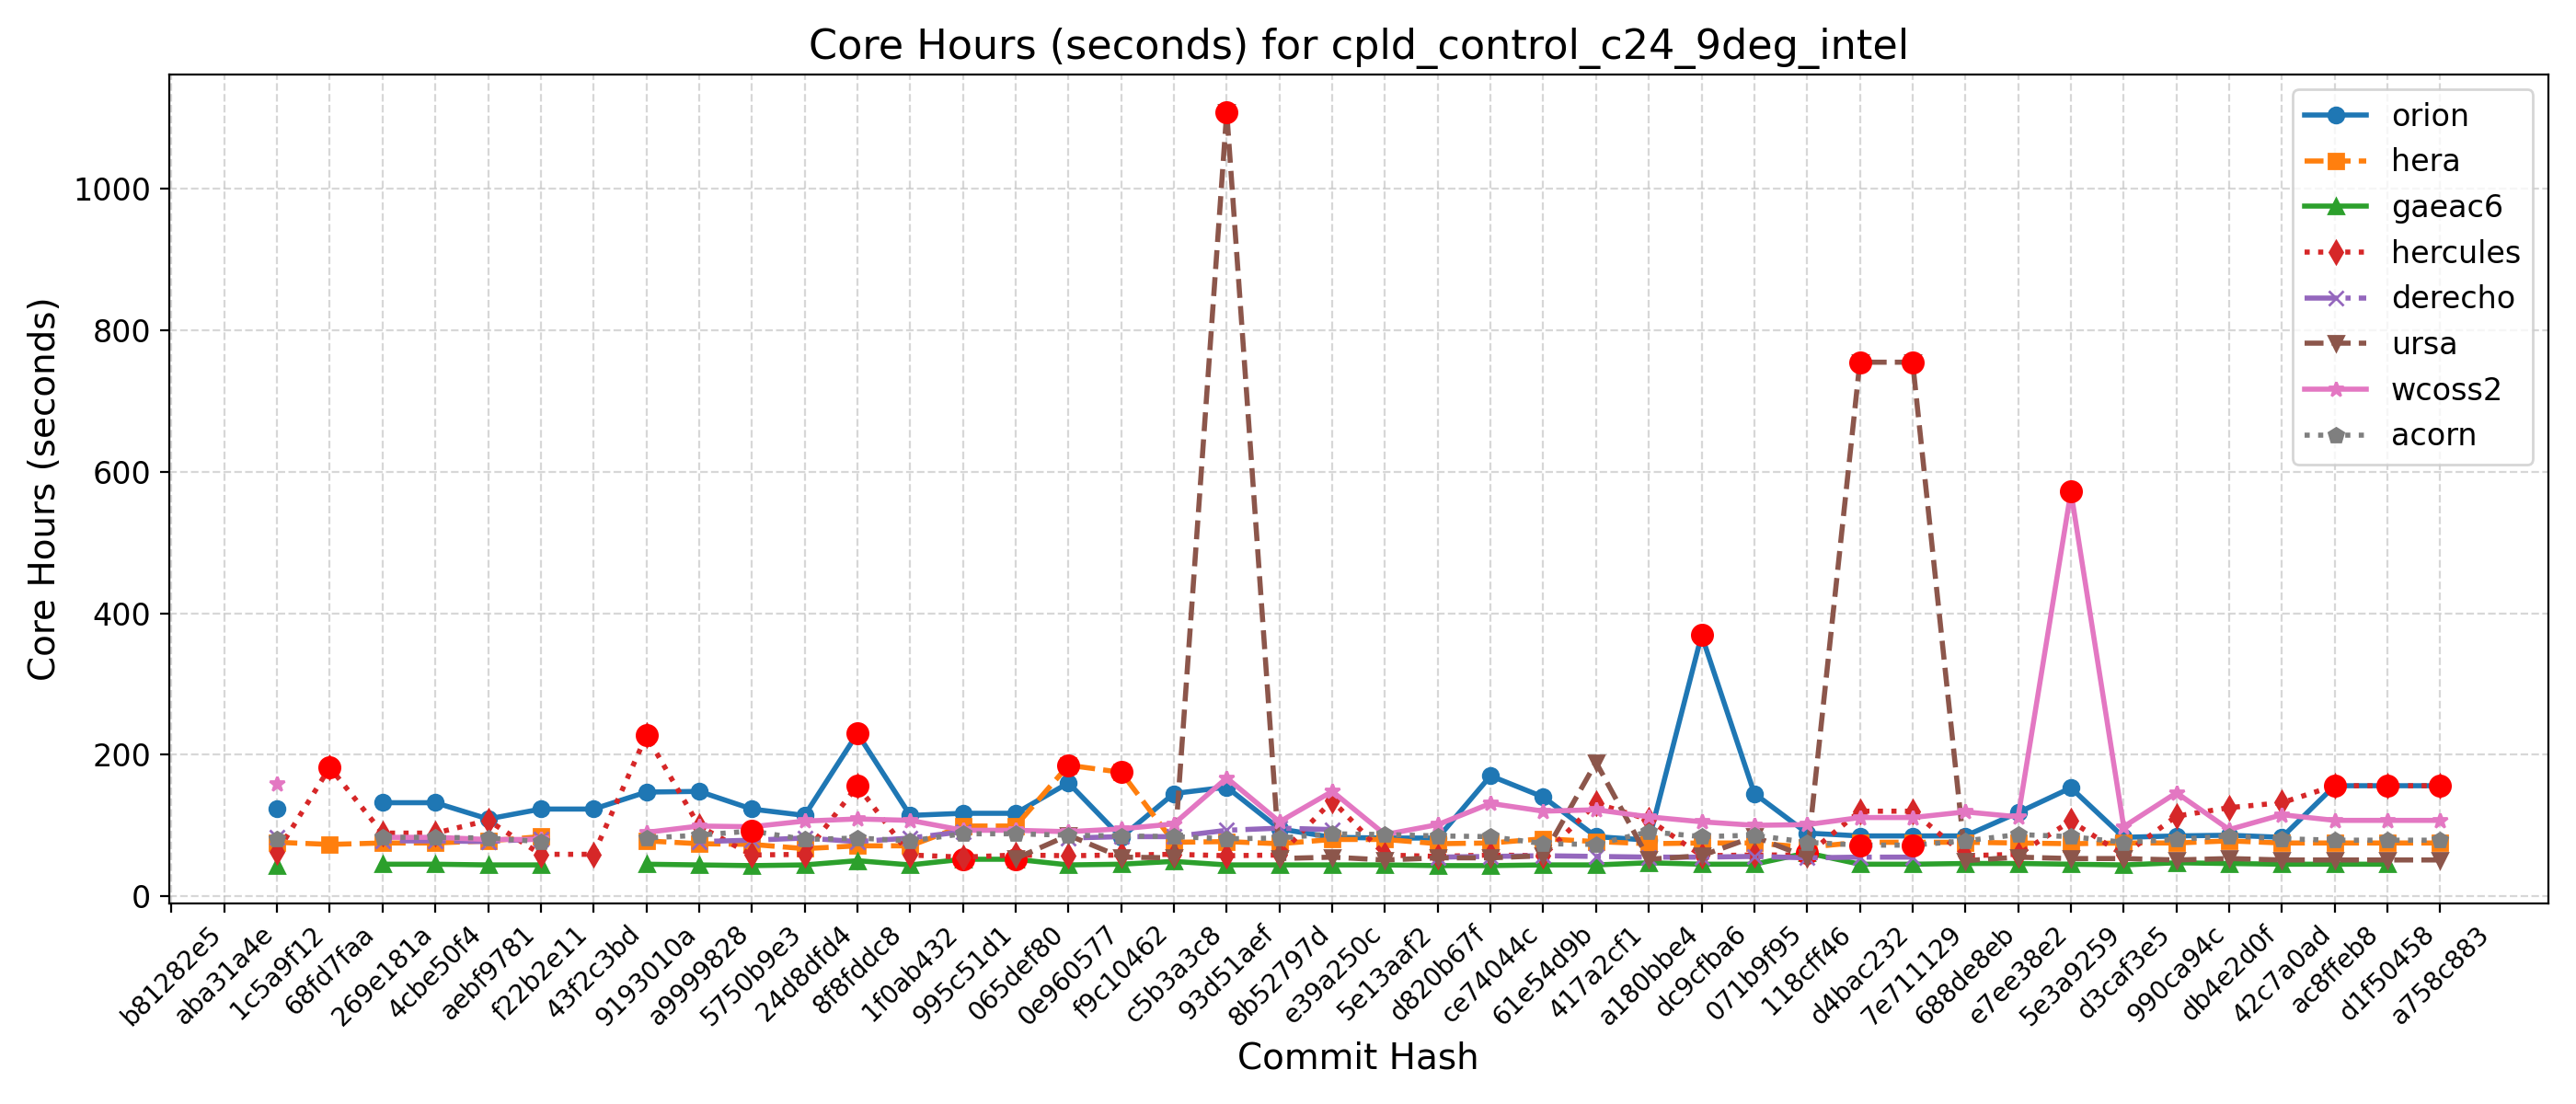 Core Hours (seconds) for cpld_control_c24_9deg_intel
Core Hours (seconds)
1000
800
600
400
200
0
orion
hera
gaeac6
hercules
derecho
ursa
wcoss2
acorn
b81282e5
aba31a4e
1c5a9f12
68fd7faa
269e181a
4cbe50f4
aebf9781
f22b2e11
43f2c3bd
9193010a
a9999828
5750b9e3
24d8dfd4
8f8fddc8
1f0ab432
995c51d1
065def80
0e960577
f9c10462
c5b3a3c8
93d51aef
8b52797d
e39a250c
5e13aaf2
d820b67f
ce74044c
61e54d9b
417a2cf1
a180bbe4
dc9cfba6
071b9f95
118cff46
d4bac232
7e711129
688de8eb
e7ee38e2
5e3a9259
d3caf3e5
990ca94c
db4e2d0f
42c7a0ad
ac8ffeb8
d1f50458
a758c883
Commit Hash